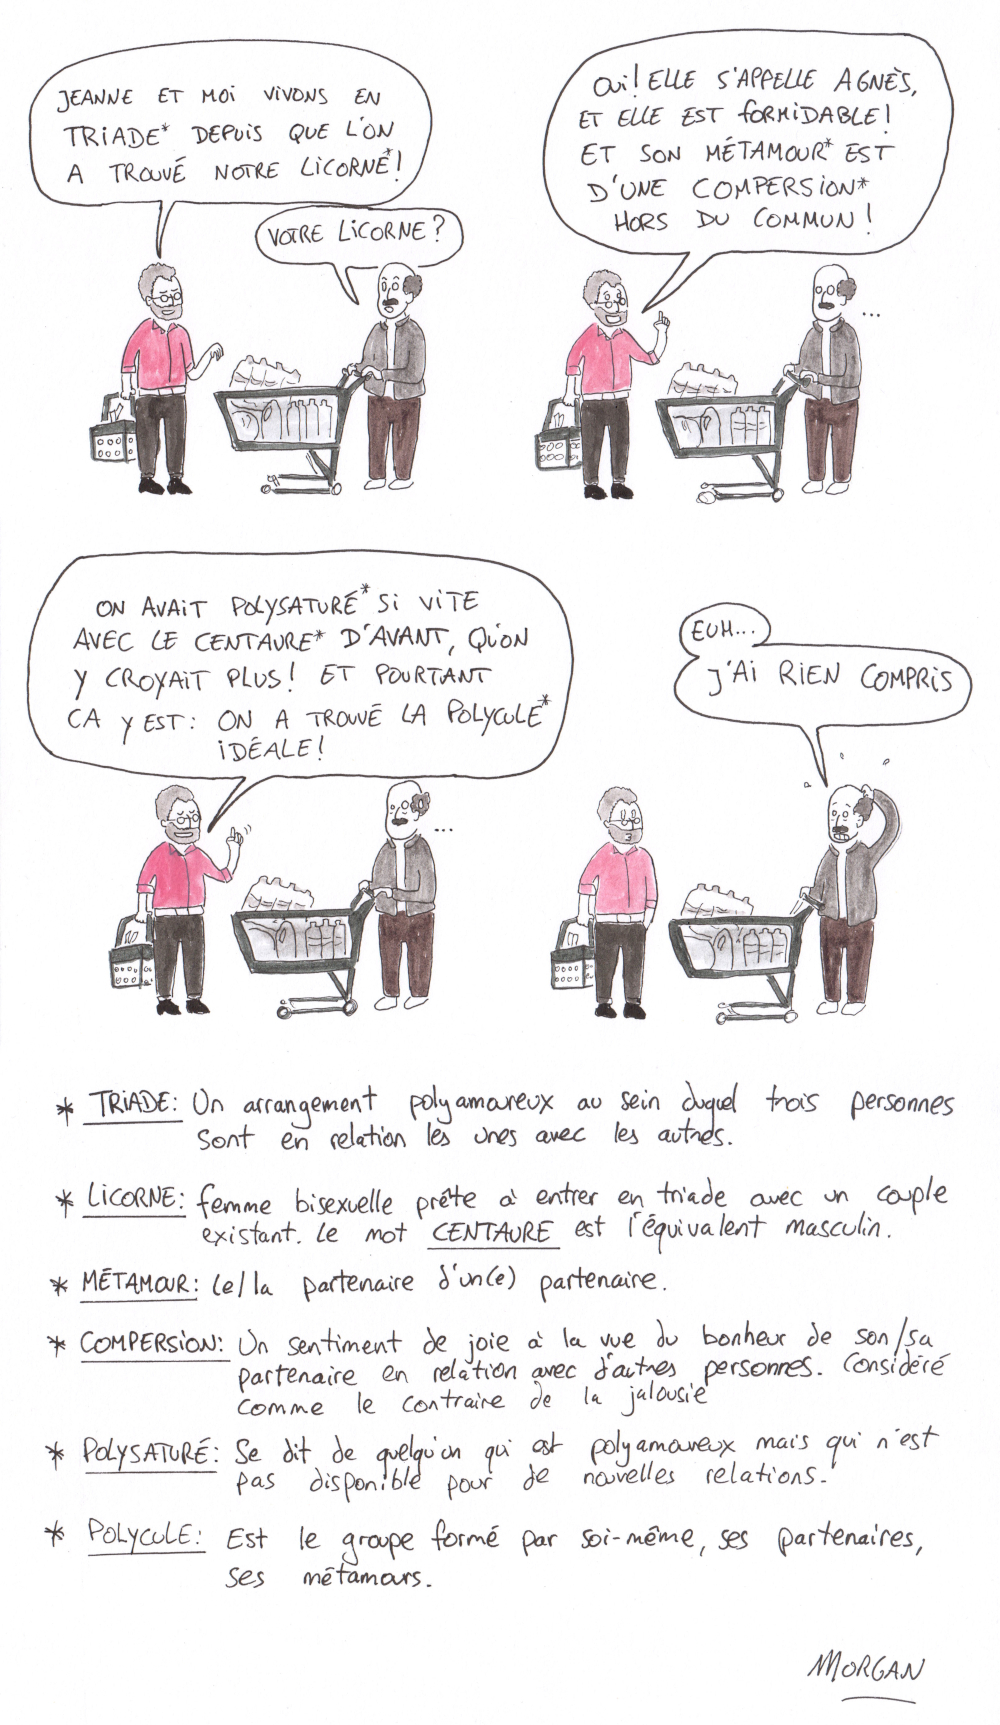 JEANNE ET MOI VIVONS EN
TRIADE* DEPUIS QUE L'ON
A TROUVÉ NOTRE LICORNE*!
VOTRE LICORNE?
OUI! ELLE S'APPELLE AGNÈS,
ET ELLE EST FORMIDABLE!
ET SON MÉTAMOUR* EST
D'UNE COMPERSION*
HORS DU COMMUN!
...
ON AVAIT POLYSATURÉ* SI VITE
AVEC LE CENTAURE* D'AVANT, QU'ON
Y CROYAIT PLUS! ET POURTANT
CA Y EST: ON A TROUVÉ LA POLYCULE*
IDÉALE!
...
EUH...
J'AI RIEN COMPRIS
* TRIADE: Un arrangement polyamoureux au sein duquel trois personnes
sont en relation les unes avec les autres.
* LICORNE: femme bisexuelle prête à entrer en triade avec un couple
existant. Le mot CENTAURE est l'équivalent masculin.
* MÉTAMOUR: Le/la partenaire d'un(e) partenaire.
* COMPERSION: Un sentiment de joie à la vue du bonheur de son/sa
partenaire en relation avec d'autres personnes. Considéré
comme le contraire de la jalousie
* POLYSATURÉ: Se dit de quelqu'un qui est polyamoureux mais qui n'est
pas disponible pour de nouvelles relations.
* POLYCULE: Est le groupe formé par soi-même, ses partenaires,
ses métamours.
MORGAN